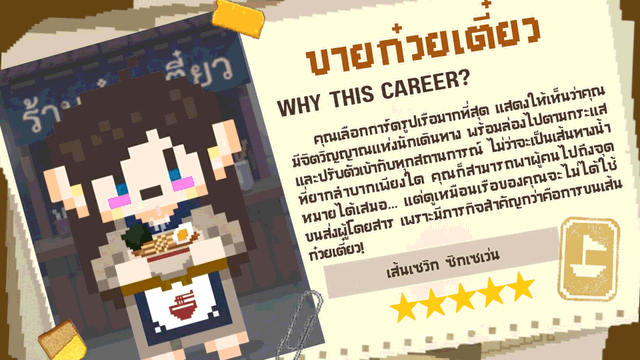 ขายก๋วยเตี๋ยว
WHY THIS CAREER?
คุณเลือกการ์ดรูปเรือมากที่สุด แสดงให้เห็นว่าคุณ
มีจิตวิญญาณแห่งนักเดินทาง พร้อมล่องไปตามกระแส
และปรับตัวเข้ากับทุกสถานการณ์ ไม่ว่าจะเป็นเส้นทางน้ำ
ที่ยากลำบากเพียงใด คุณก็สามารถพาผู้คนไปถึงจุด
หมายได้เสมอ... แต่ดูเหมือนเรือของคุณจะไม่ได้ใช้
ขนส่งผู้โดยสาร เพราะมีภารกิจสำคัญกว่าคือการขนเส้น
ก๋วยเตี๋ยว!
เส้นเซวิก ซิกเซเว่น